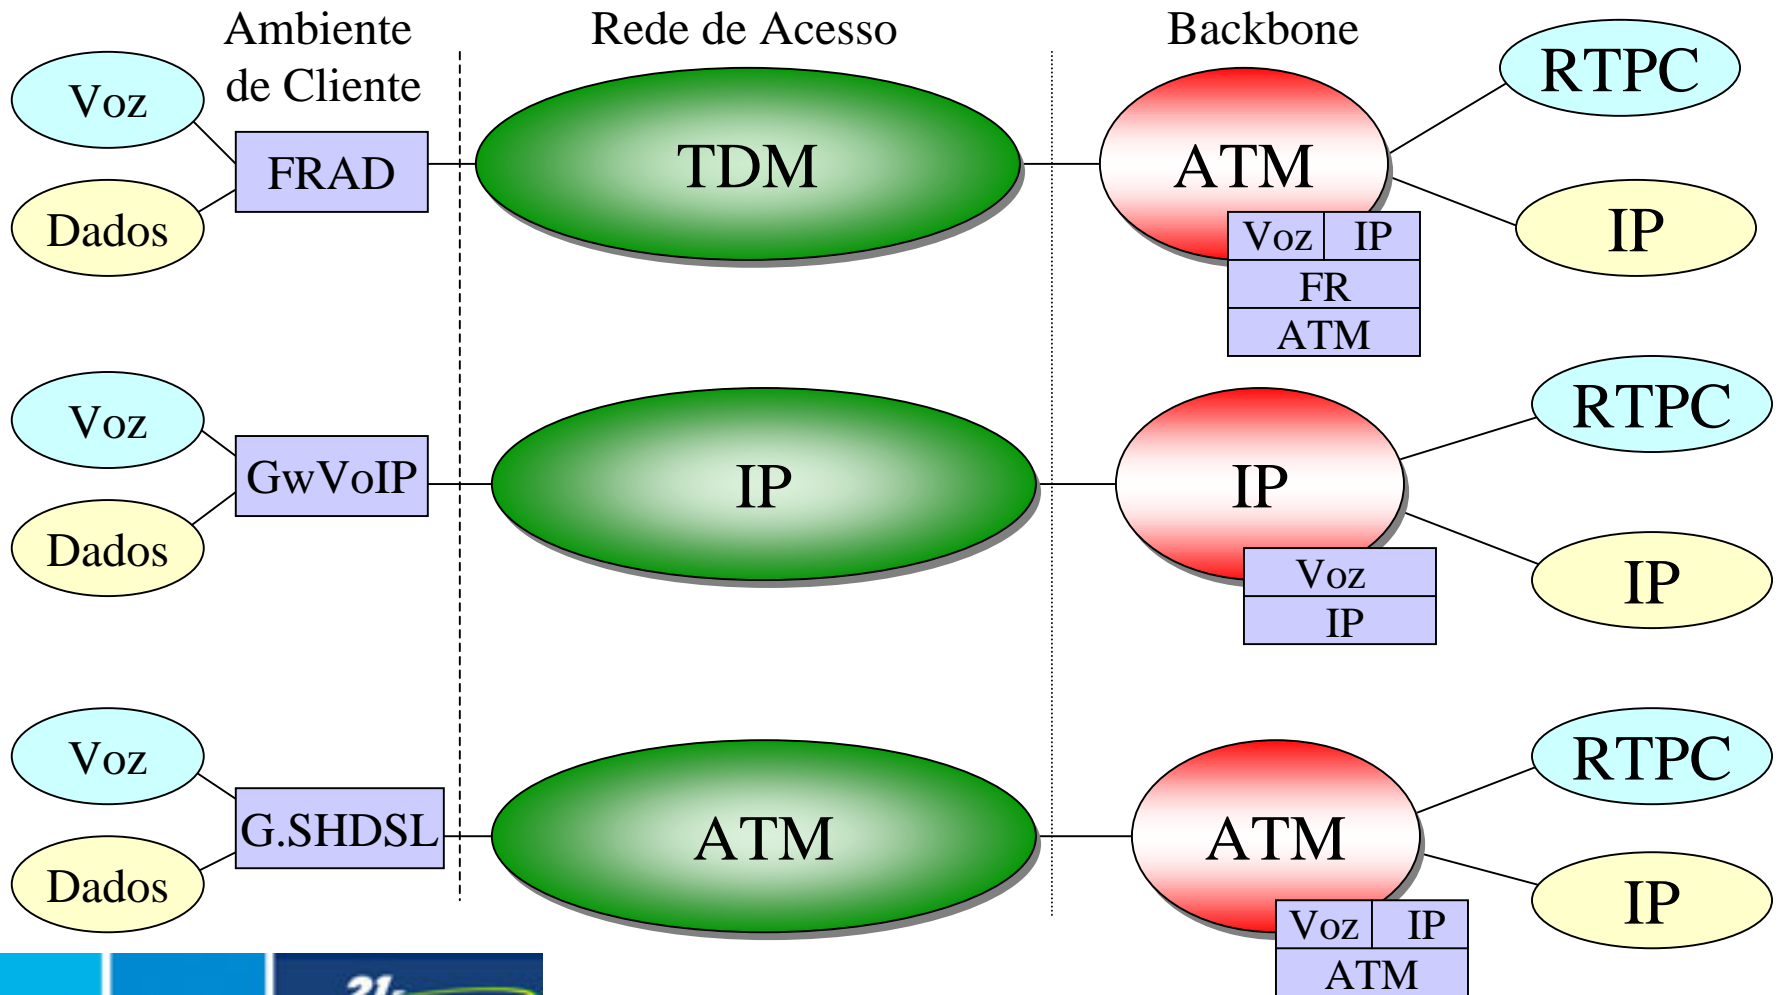 Ambiente
de Cliente
Rede de Acesso
Backbone
Voz
Dados
FRAD
TDM
ATM
Voz IP
FR
ATM
RTPC
IP
Voz
Dados
GwVoIP
IP
IP
Voz
IP
RTPC
IP
Voz
Dados
G.SHDSL
ATM
ATM
Voz IP
ATM
RTPC
IP
21